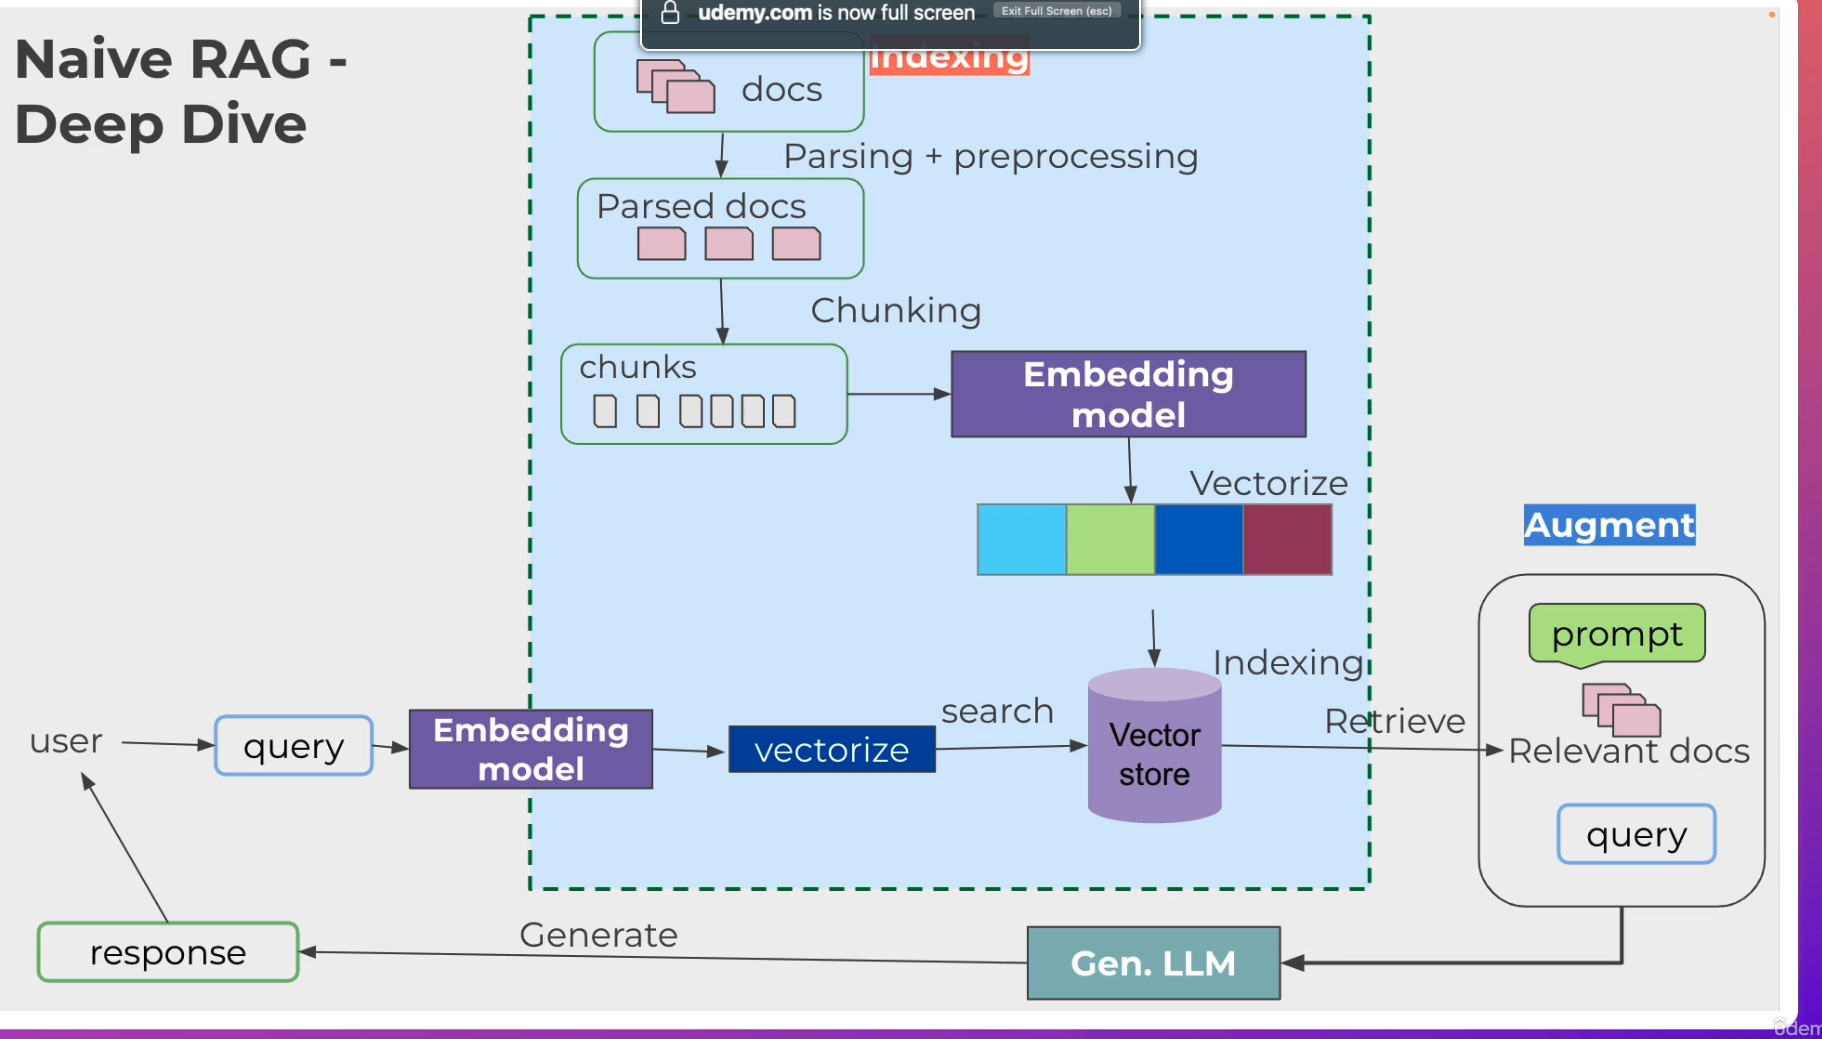 udemy.com is now full screen
Exit Full Screen (esc)
Naive RAG -
Deep Dive
Indexing
docs
Parsing + preprocessing
Parsed docs
Chunking
chunks
Embedding
model
Vectorize
Augment
prompt
Indexing
search
Retrieve
user
query
Embedding
model
vectorize
Vector
store
Relevant docs
query
Generate
response
Gen. LLM
ûdem